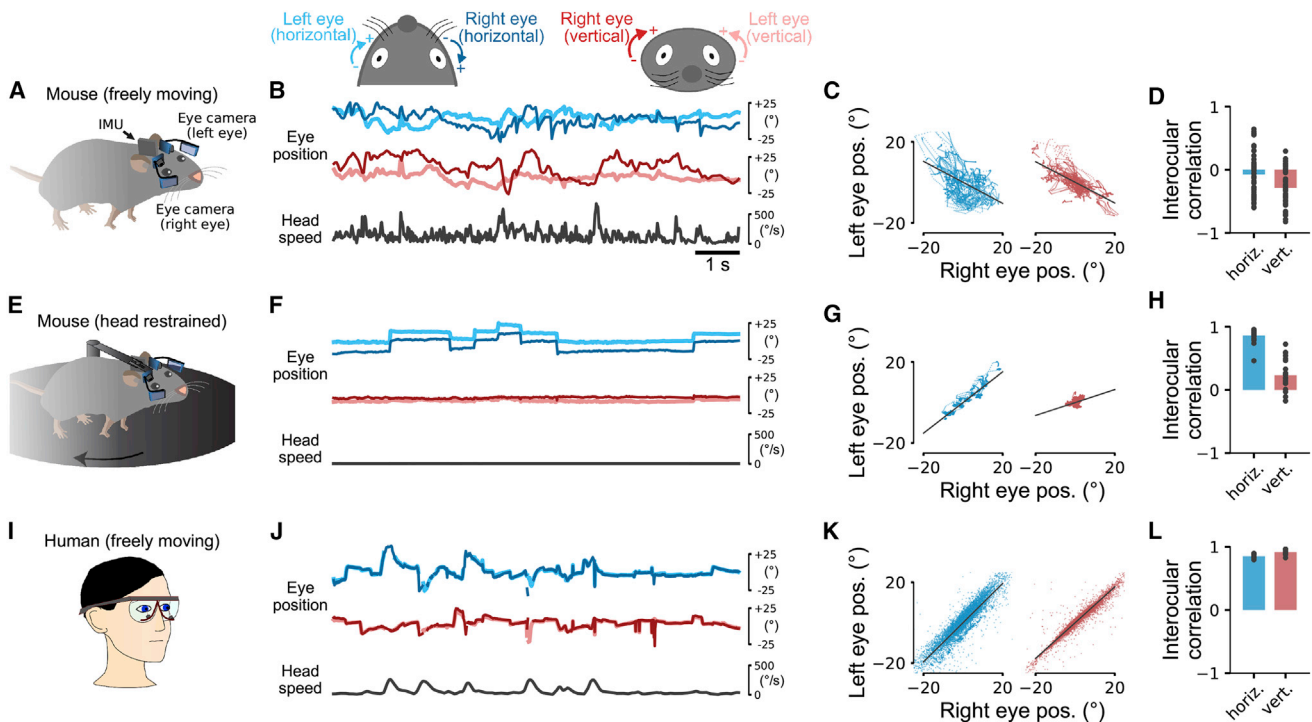 Left eye
(horizontal)
Right eye
(horizontal)
Right eye
(vertical)
Left eye
(vertical)
+
-
-
+
+
-
+
-
A
Mouse (freely moving)
IMU
Eye camera
(left eye)
Eye camera
(right eye)
B
Eye
position
Head
speed
+25
(°)
-25
+25
(°)
-25
500
(°/s)
0
1 s
C
Left eye pos. (°)
20
−20
−20
20
−20
20
Right eye pos. (°)
D
Interocular
correlation
1
0
−1
horiz.
vert.
E
Mouse (head restrained)
F
Eye
position
Head
speed
+25
(°)
-25
+25
(°)
-25
500
(°/s)
0
G
Left eye pos. (°)
20
−20
−20
20
−20
20
Right eye pos. (°)
H
Interocular
correlation
1
0
−1
horiz.
vert.
I
Human (freely moving)
J
Eye
position
Head
speed
+25
(°)
-25
+25
(°)
-25
500
(°/s)
0
K
Left eye pos. (°)
20
−20
−20
20
−20
20
Right eye pos. (°)
L
Interocular
correlation
1
0
−1
horiz.
vert.